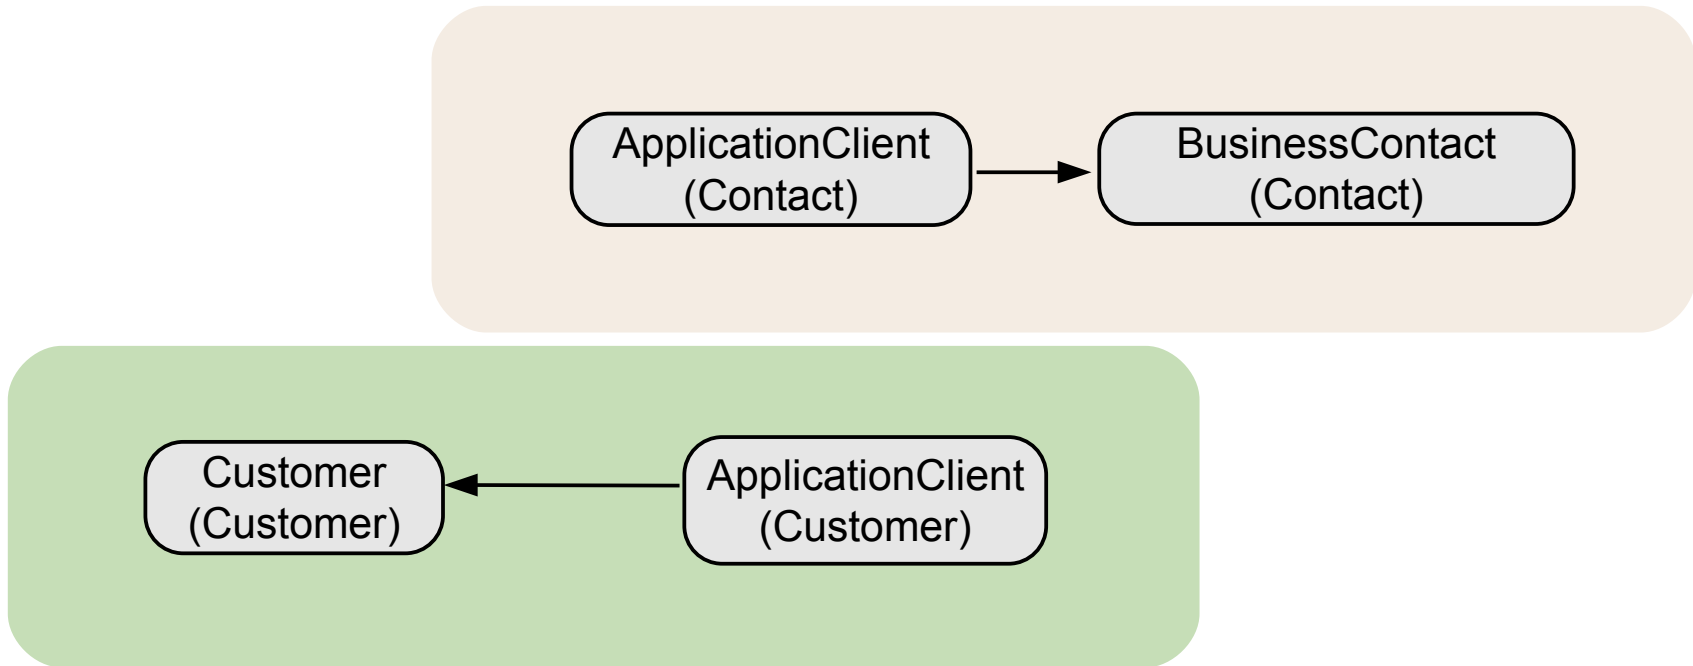 ApplicationClient
(Contact)
BusinessContact
(Contact)
Customer
(Customer)
ApplicationClient
(Customer)